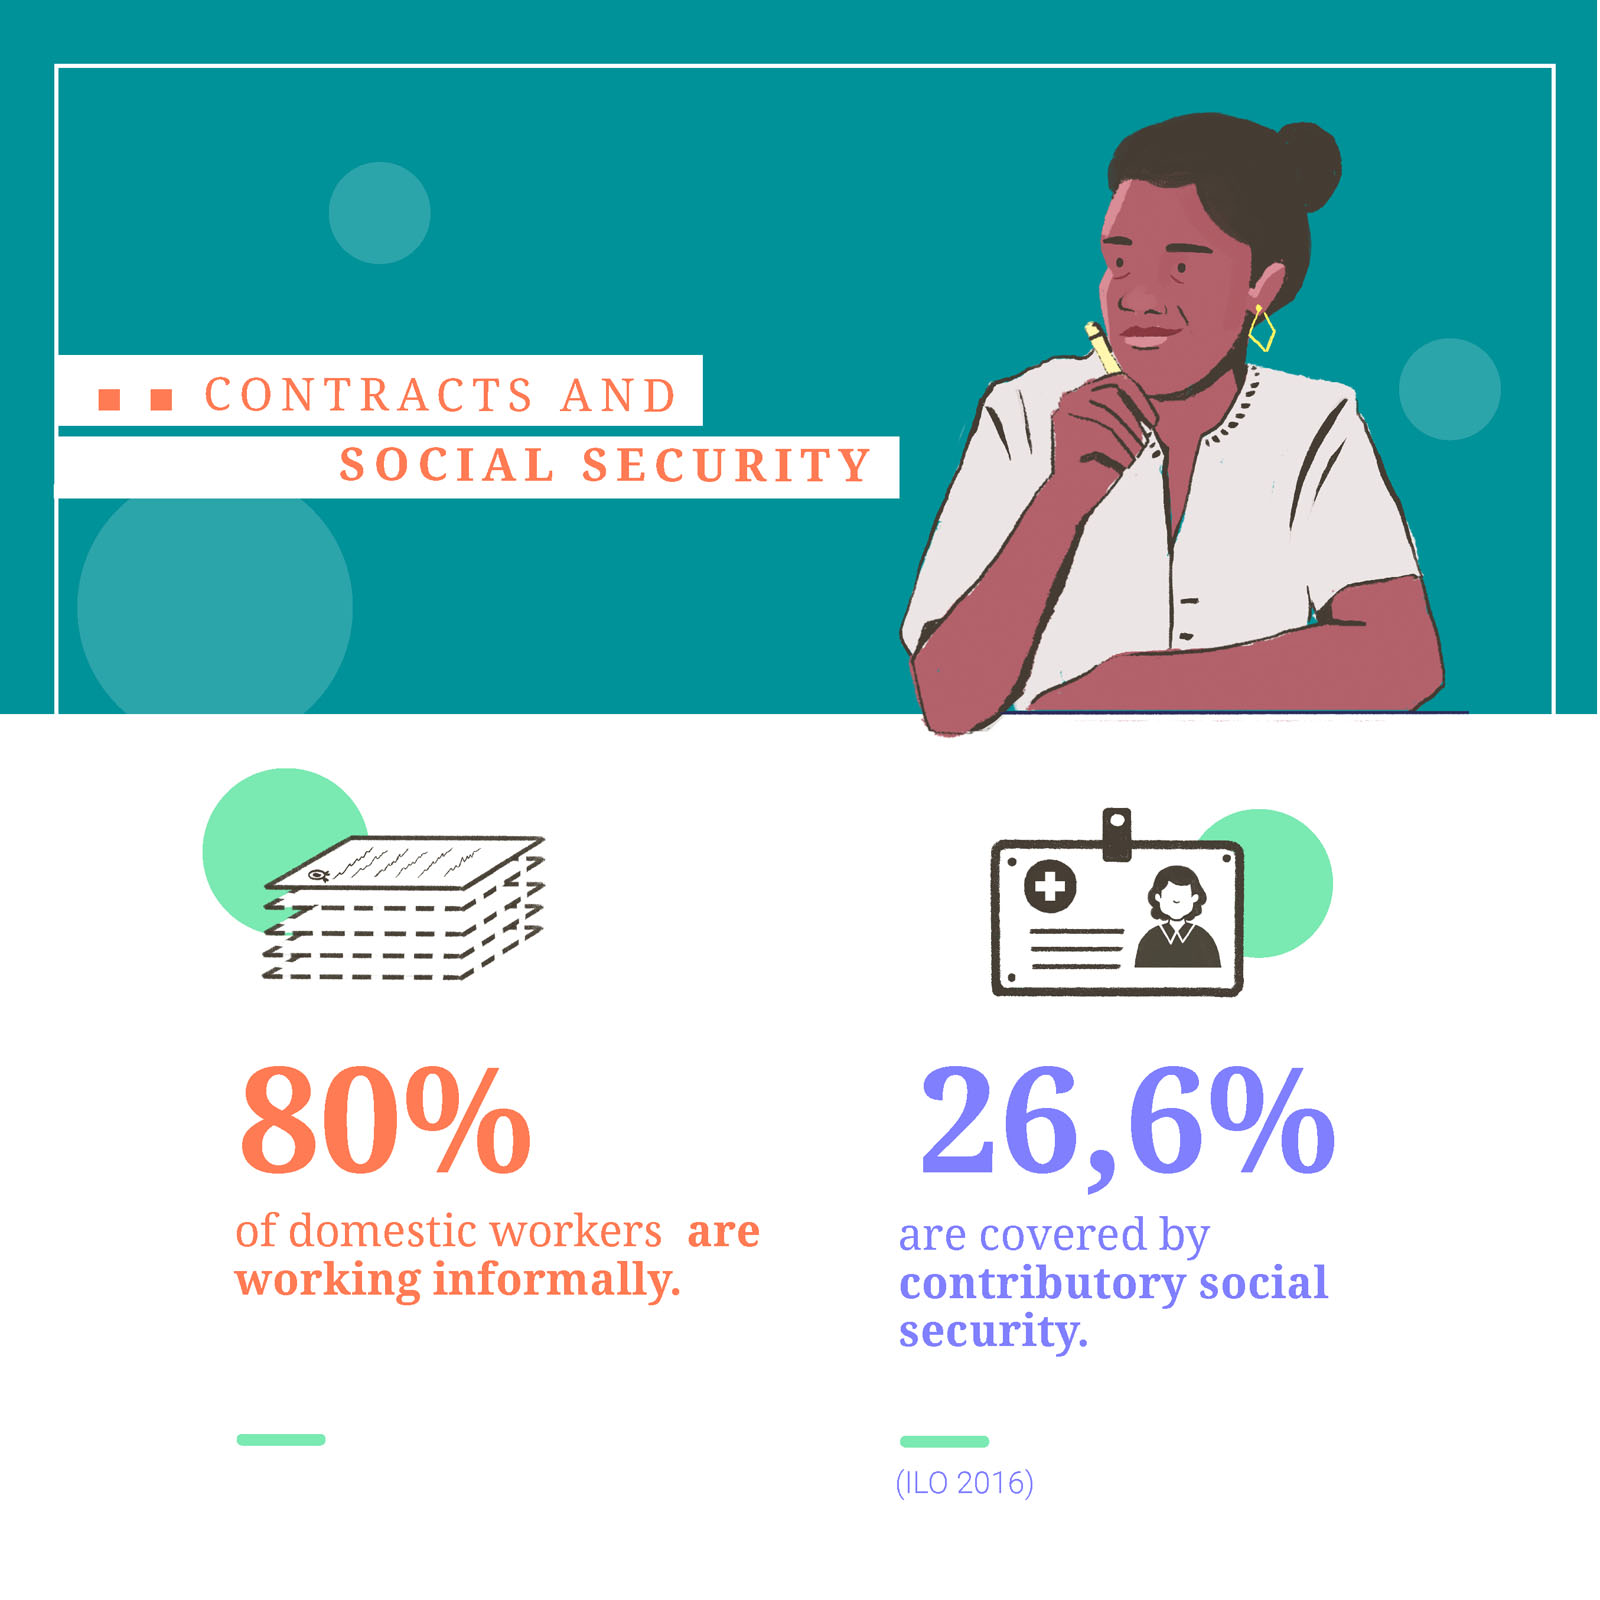 CONTRACTS AND
SOCIAL SECURITY
80%
of domestic workers are
working informally.
26,6%
are covered by
contributory social
security.
(ILO 2016)